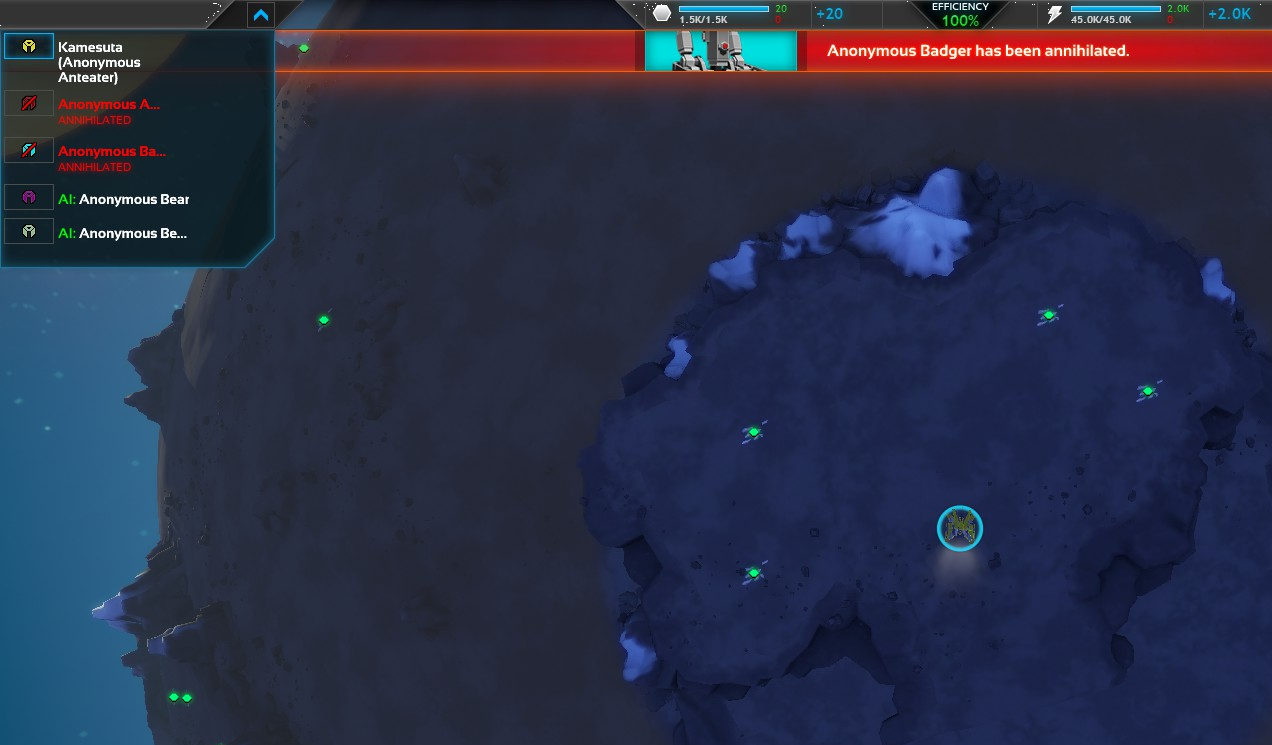 1.5K/1.5K
20
0
+20
EFFICIENCY
100%
45.0K/45.0K
2.0K
0
+2.0K
Anonymous Badger has been annihilated.
Kamesuta
(Anonymous
Anteater)
Anonymous A...
ANNIHILATED
Anonymous Ba...
ANNIHILATED
AI: Anonymous Bear
AI: Anonymous Be...